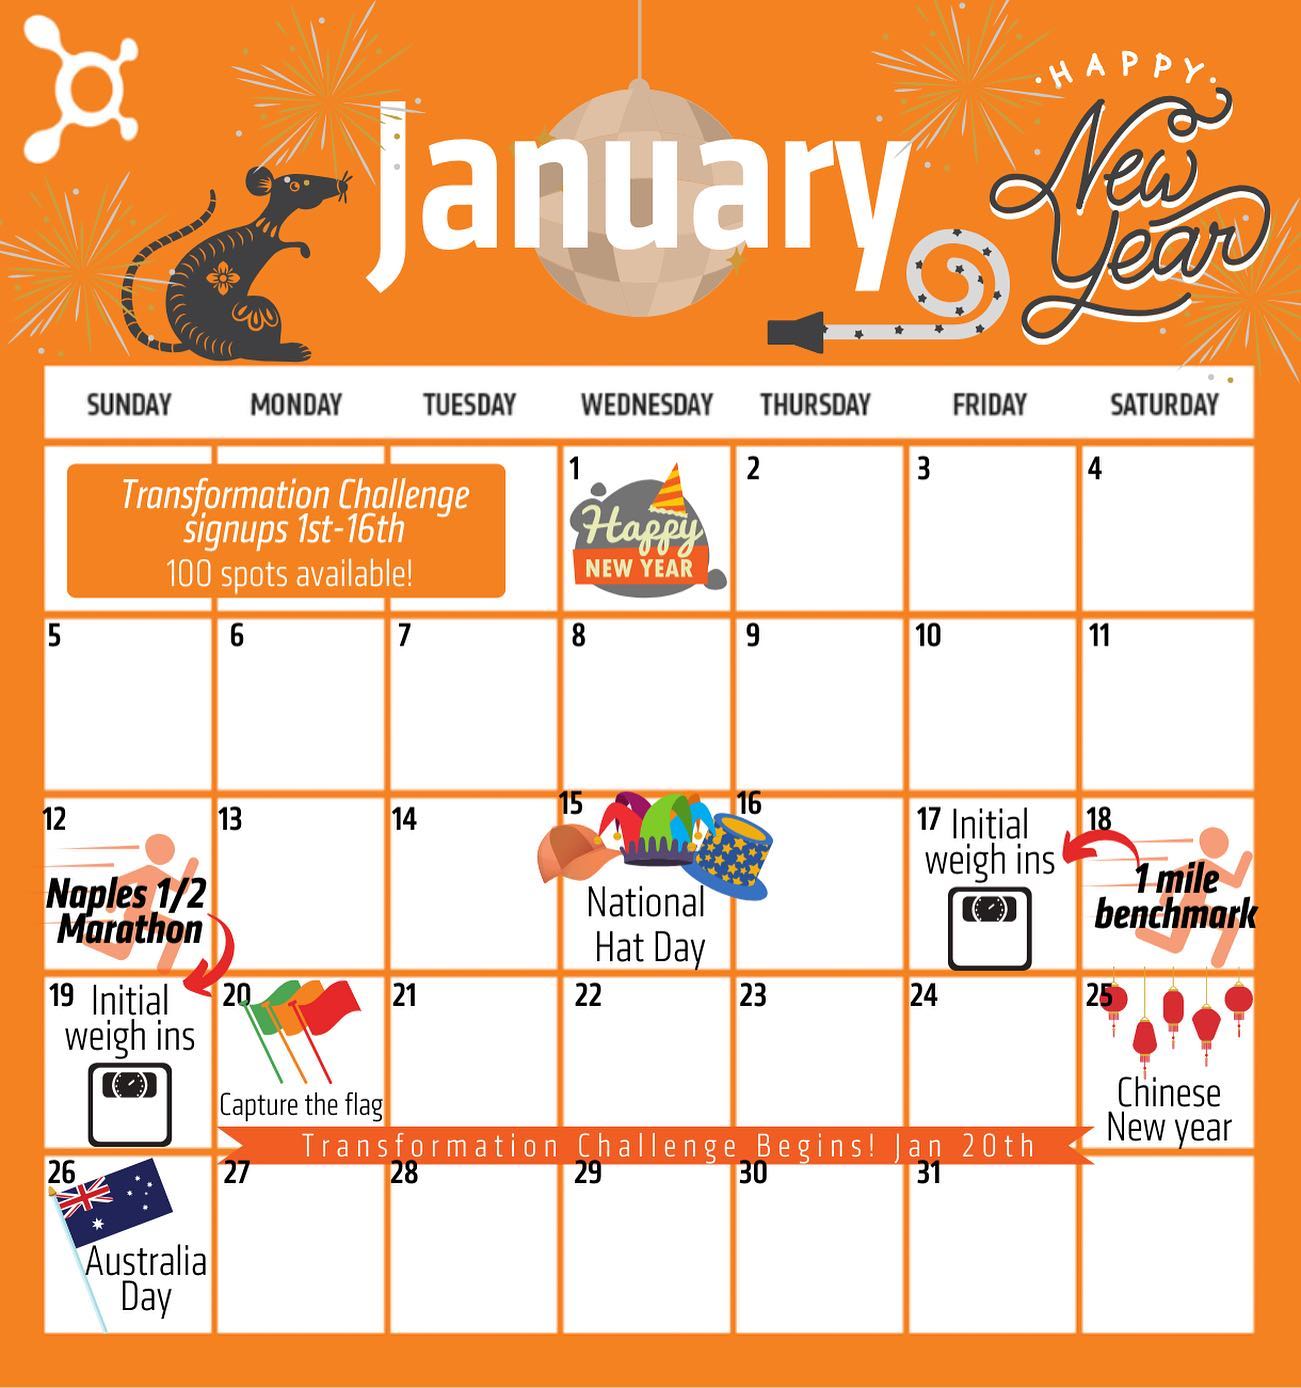 January
HAPPY
New
Year
SUNDAY MONDAY TUESDAY WEDNESDAY THURSDAY FRIDAY SATURDAY
Transformation Challenge
signups 1st-16th
100 spots available!
1 2 3 4
Happy
NEW YEAR
5 6 7 8 9 10 11
12 13 14 15 16 17 18
Naples 1/2
Marathon
National
Hat Day
Initial
weigh ins
1 mile
benchmark
19 20 21 22 23 24 25
Initial
weigh ins
Capture the flag
Chinese
New year
Transformation Challenge Begins! Jan 20th
26 27 28 29 30 31
Australia
Day